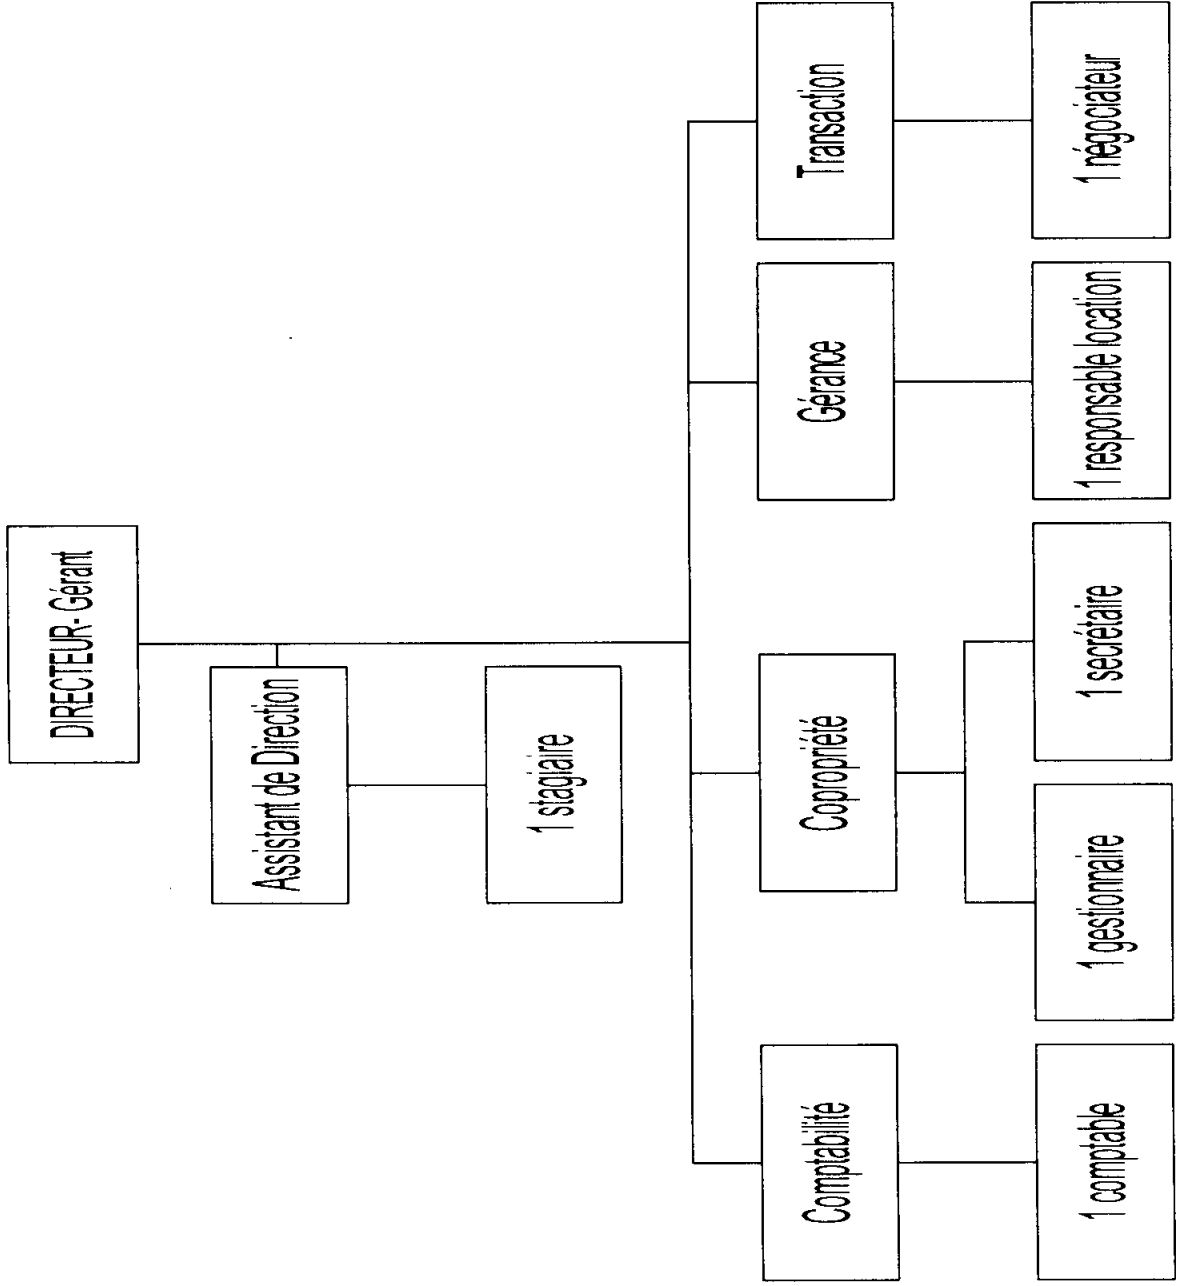 DIRECTEUR- Gérant
Assistant de Direction
1 stagiaire
Comptabilité
Copropriété
Gérance
Transaction
1 comptable
1 gestionnaire
1 secrétaire
1 responsable location
1 négociateur